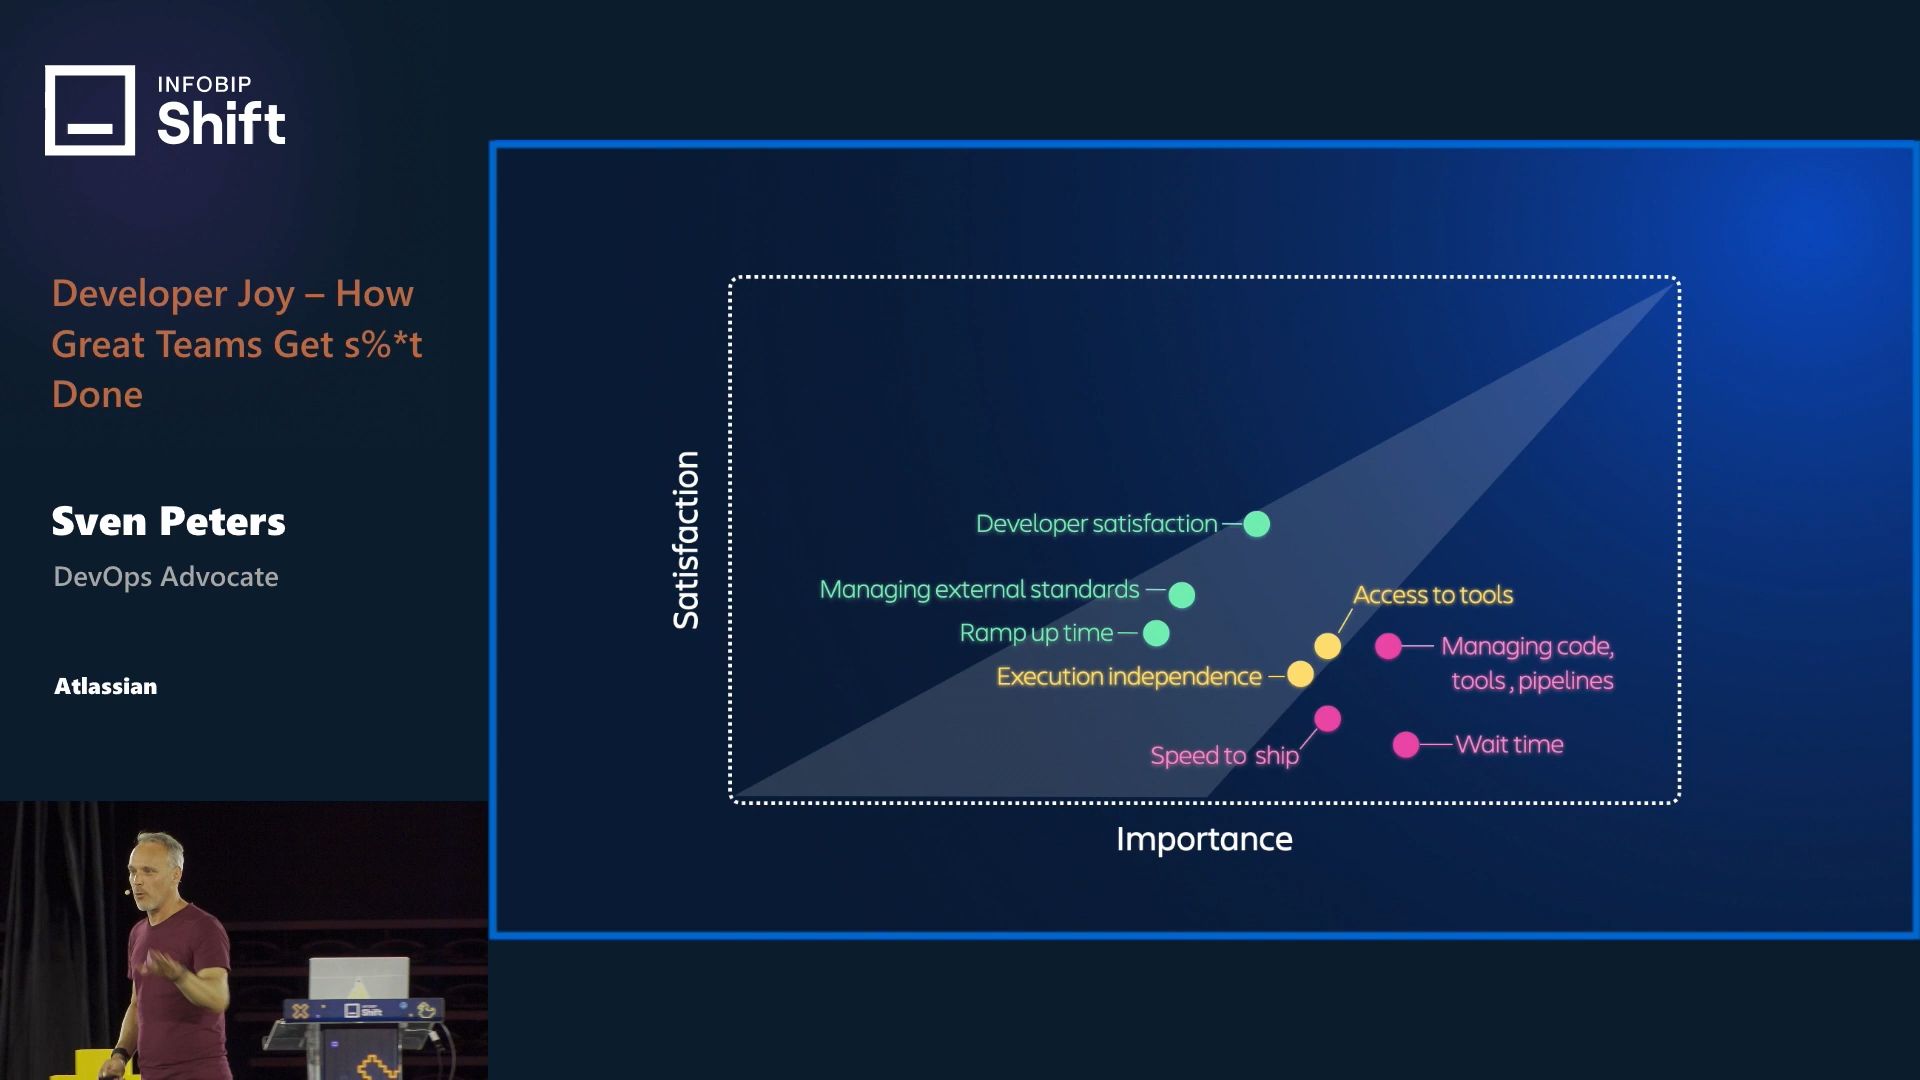 INFOBIP
Shift
Developer Joy – How
Great Teams Get s%*t
Done
Sven Peters
DevOps Advocate
Atlassian
Satisfaction
Developer satisfaction
Managing external standards
Ramp up time
Execution independence
Access to tools
Managing code,
tools, pipelines
Speed to ship
Wait time
Importance
Shift